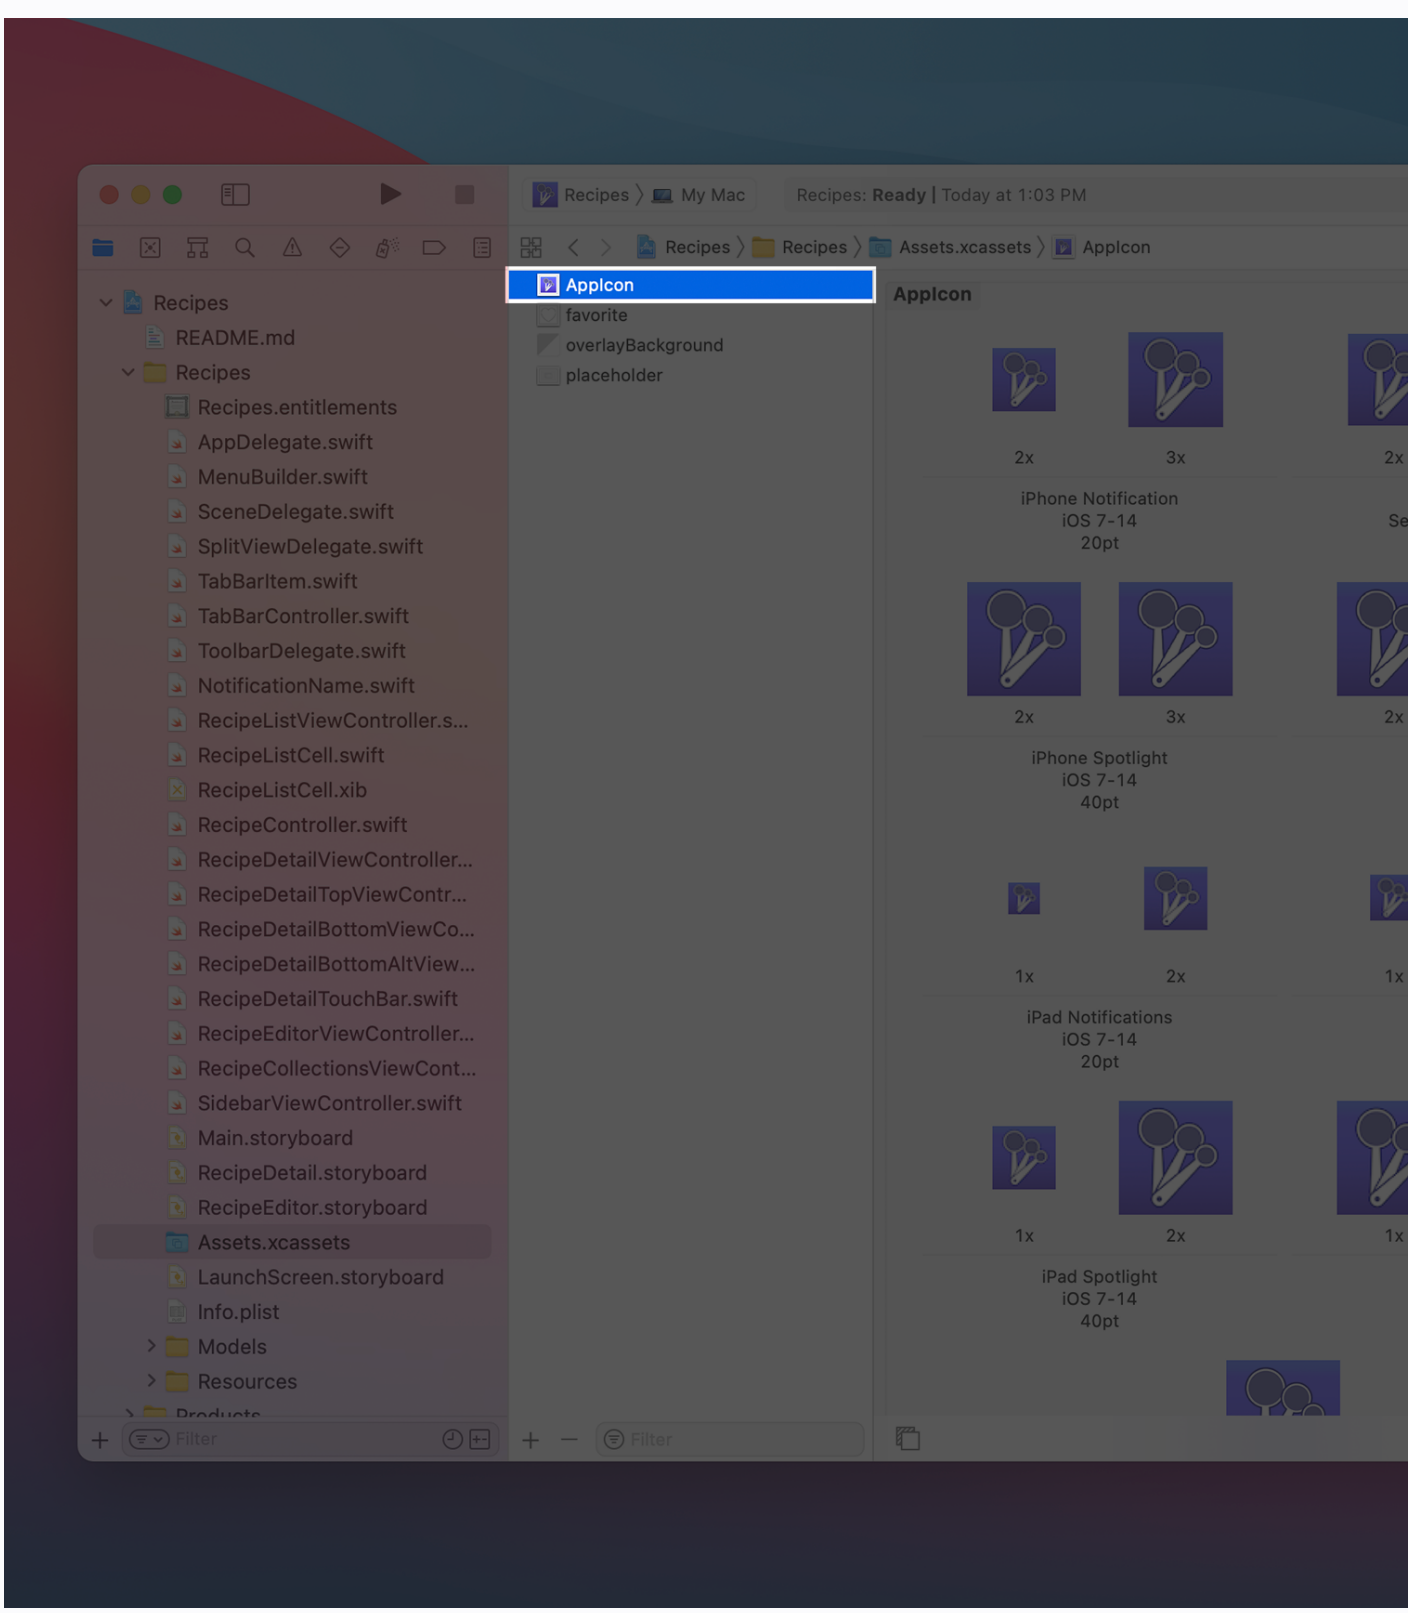 Recipes
My Mac
Recipes: Ready | Today at 1:03 PM
Recipes
Recipes
Assets.xcassets
AppIcon
Recipes
README.md
Recipes
Recipes.entitlements
AppDelegate.swift
MenuBuilder.swift
SceneDelegate.swift
SplitViewDelegate.swift
TabBarItem.swift
TabBarController.swift
ToolbarDelegate.swift
NotificationName.swift
RecipeListViewController.s...
RecipeListCell.swift
RecipeListCell.xib
RecipeController.swift
RecipeDetailViewController...
RecipeDetailTopViewContr...
RecipeDetailBottomViewCo...
RecipeDetailBottomAltView...
RecipeDetailTouchBar.swift
RecipeEditorViewController...
RecipeCollectionsViewCont...
SidebarViewController.swift
Main.storyboard
RecipeDetail.storyboard
RecipeEditor.storyboard
Assets.xcassets
LaunchScreen.storyboard
Info.plist
Models
Resources
Products
Filter
AppIcon
favorite
overlayBackground
placeholder
Filter
AppIcon
2x 3x 2x
iPhone Notification
iOS 7-14
20pt
Se
2x 3x 2x
iPhone Spotlight
iOS 7-14
40pt
1x 2x 1x
iPad Notifications
iOS 7-14
20pt
1x 2x 1x
iPad Spotlight
iOS 7-14
40pt